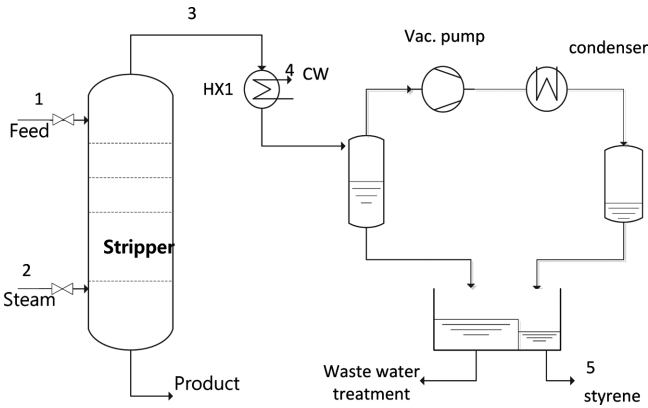 3
Vac. pump
condenser
HX1
4
CW
1
Feed
Stripper
2
Steam
Product
Waste water
treatment
5
styrene